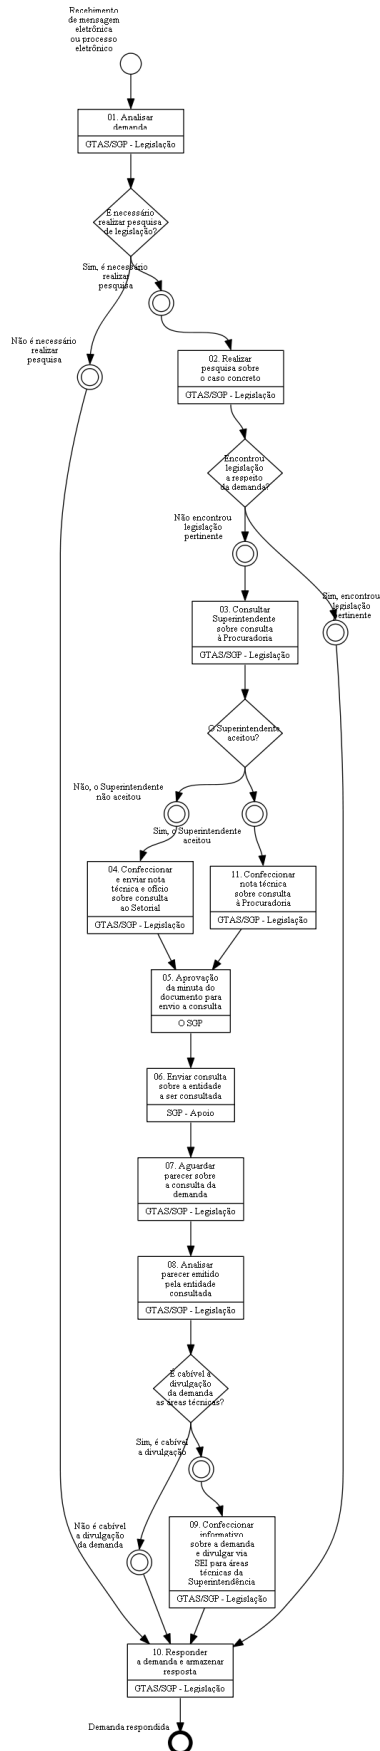 Recebimento
de mensagem
eletrônica
ou processo
eletrônico
01. Analisar
demanda
GTAS/SGP - Legislação
É necessário
realizar pesquisa
de legislação?
Sim, é necessário
realizar
pesquisa
Não é necessário
realizar
pesquisa
02. Realizar
pesquisa sobre
o caso concreto
GTAS/SGP - Legislação
Encontrou
legislação
a respeito
da demanda?
Não encontrou
legislação
pertinente
Sim, encontrou
legislação
pertinente
03. Consultar
Superintendente
sobre consulta
à Procuradoria
GTAS/SGP - Legislação
O Superintendente
aceitou?
Não, o Superintendente
não aceitou
Sim, o Superintendente
aceitou
04. Confeccionar
e enviar nota
técnica e ofício
sobre consulta
ao Setorial
GTAS/SGP - Legislação
11. Confeccionar
nota técnica
sobre consulta
à Procuradoria
GTAS/SGP - Legislação
05. Aprovação
da minuta do
documento para
envio a consulta
O SGP
06. Enviar consulta
sobre a entidade
a ser consultada
SGP - Apoio
07. Aguardar
parecer sobre
a consulta da
demanda
GTAS/SGP - Legislação
08. Analisar
parecer emitido
pela entidade
consultada
GTAS/SGP - Legislação
É cabível a
divulgação
da demanda
as áreas técnicas?
Sim, é cabível
a divulgação
Não é cabível
a divulgação
da demanda
09. Confeccionar
informativo
sobre a demanda
e divulgar via
SEI para áreas
técnicas da
Superintendência
GTAS/SGP - Legislação
10. Responder
a demanda e armazenar
resposta
GTAS/SGP - Legislação
Demanda respondida